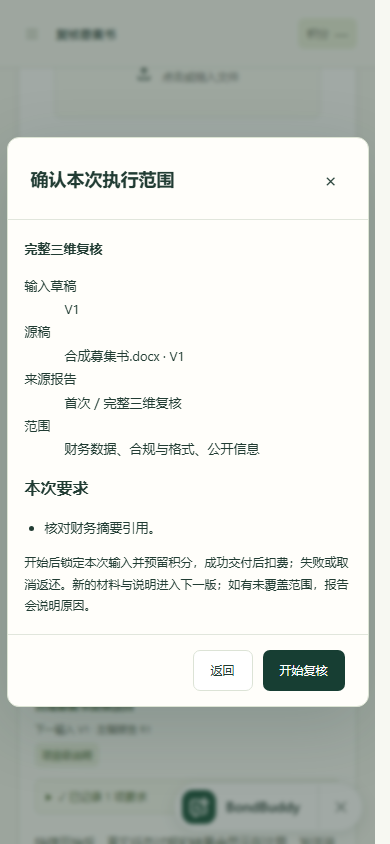 确认本次执行范围
×
完整三维复核
输入草稿
V1
源稿
合成募集书.docx · V1
来源报告
首次 / 完整三维复核
范围
财务数据、合规与格式、公开信息
本次要求
• 核对财务摘要引用。
开始后锁定本次输入并预留积分，成功交付后扣费；失败或取
消返还。新的材料与说明进入下一版；如有未覆盖范围，报告
会说明原因。
返回
开始复核
BondBuddy
×